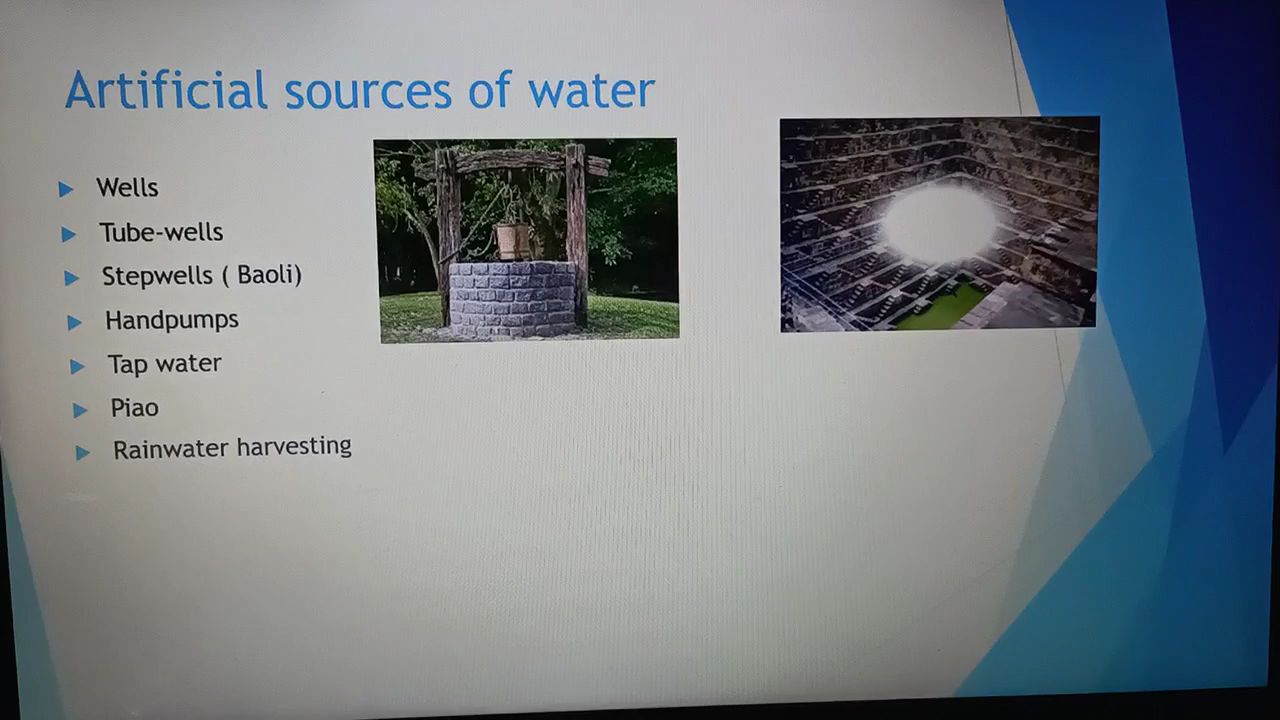 Artificial sources of water
Wells
Tube-wells
Stepwells ( Baoli)
Handpumps
Tap water
Piao
Rainwater harvesting